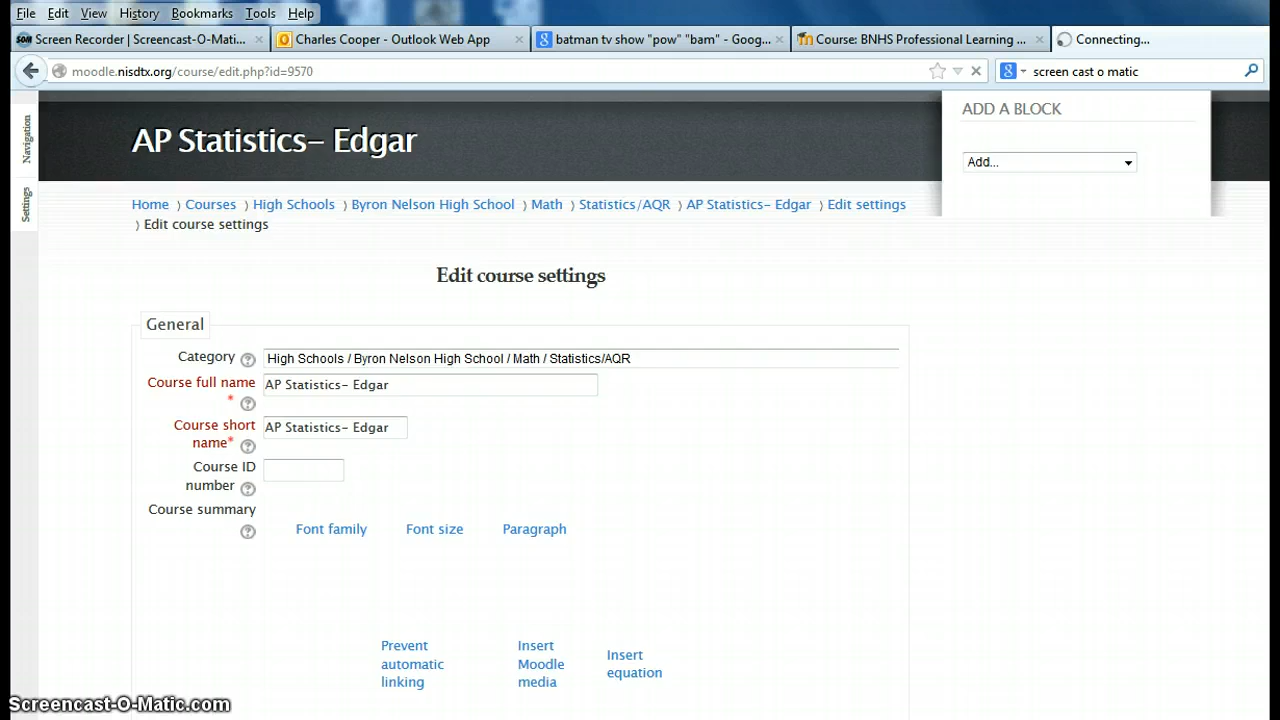 File Edit View History Bookmarks Tools Help
Screen Recorder | Screencast-O-Mati... × Charles Cooper - Outlook Web App × batman tv show "pow" "bam" - Goog... × Course: BNHS Professional Learning ... × Connecting...
moodle.nisdtx.org/course/edit.php?id=9570 screen cast o matic
Navigation
Settings
AP Statistics– Edgar
ADD A BLOCK
Add...
Home 〉 Courses 〉 High Schools 〉 Byron Nelson High School 〉 Math 〉 Statistics/AQR 〉 AP Statistics– Edgar 〉 Edit settings
〉 Edit course settings
Edit course settings
General
Category High Schools / Byron Nelson High School / Math / Statistics/AQR
Course full name AP Statistics– Edgar
*
Course short AP Statistics– Edgar
name*
Course ID
number
Course summary
Font family Font size Paragraph
Prevent Insert Insert
automatic Moodle equation
linking media
Screencast-O-Matic.com